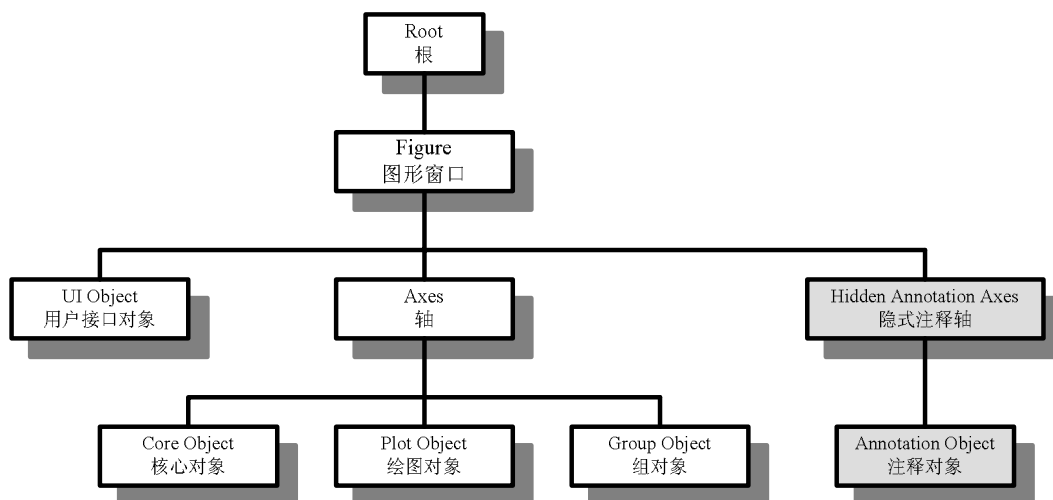 Root
根
Figure
图形窗口
UI Object
用户接口对象
Axes
轴
Hidden Annotation Axes
隐式注释轴
Core Object
核心对象
Plot Object
绘图对象
Group Object
组对象
Annotation Object
注释对象